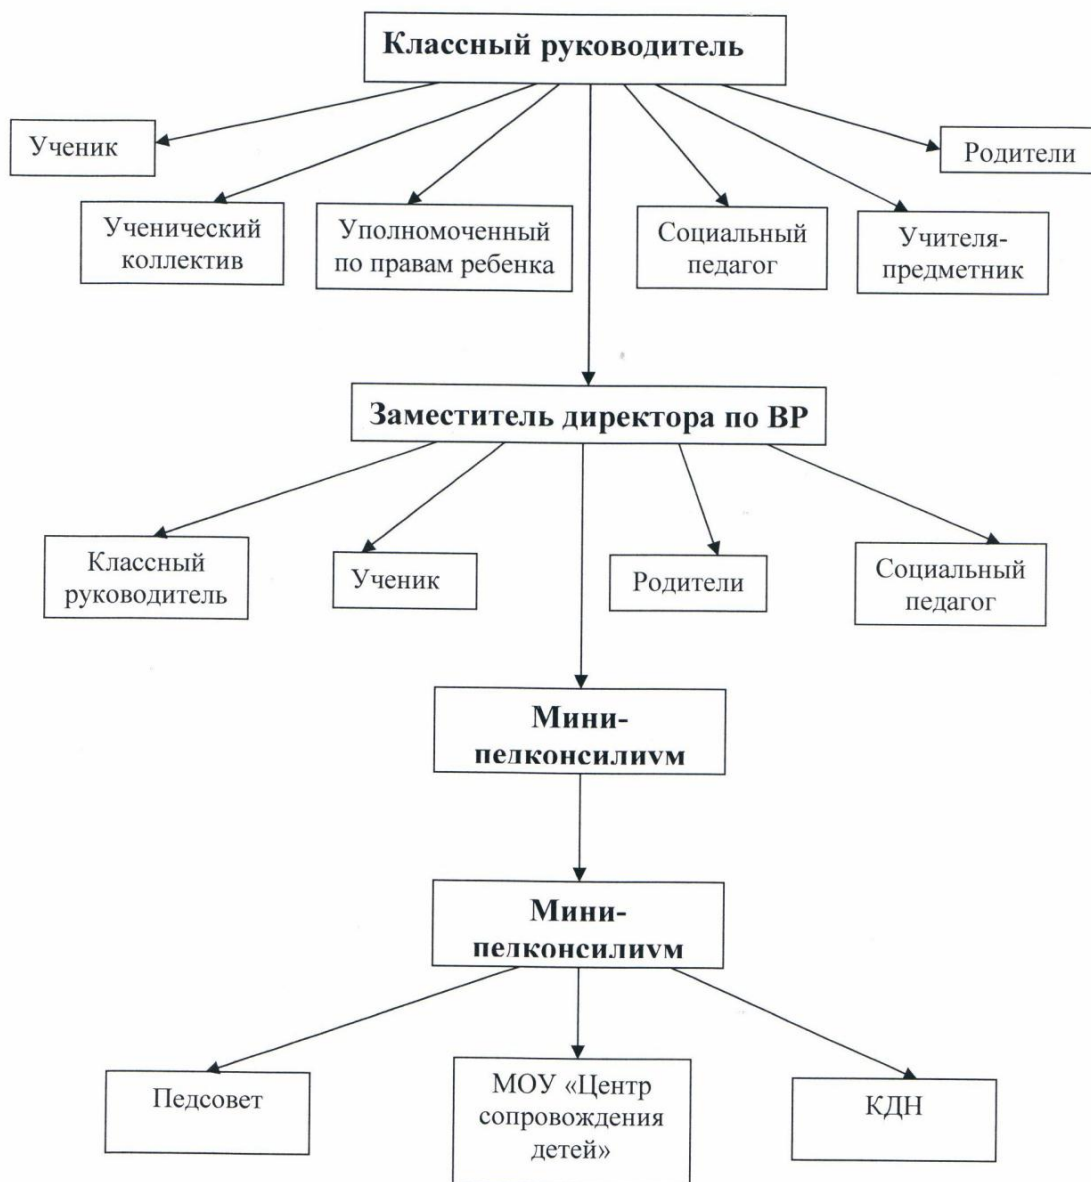 Классный руководитель
Ученик
Родители
Ученический
коллектив
Уполномоченный
по правам ребенка
Социальный
педагог
Учителя-
предметник
Заместитель директора по ВР
Классный
руководитель
Ученик
Родители
Социальный
педагог
Мини-
педконсилиум
Мини-
педконсилиум
Педсовет
МОУ «Центр
сопровождения
детей»
КДН